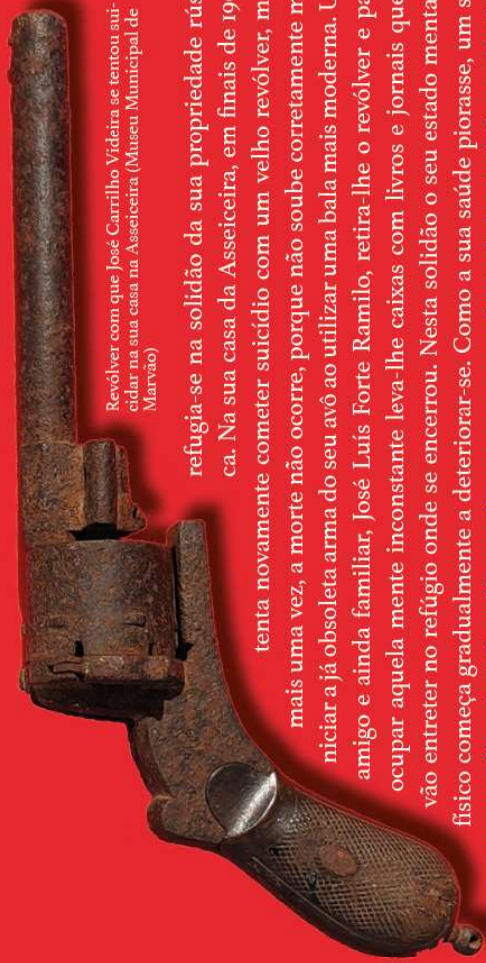 Revólver com que José Carrilho Videira se tentou sui-
cidar na sua casa na Asseiceira (Museu Municipal de
Marvão)
refugia-se na solidão da sua propriedade rús
ca. Na sua casa da Asseiceira, em finais de 19
tenta novamente cometer suicídio com um velho revólver, m
mais uma vez, a morte não ocorre, porque não soube corretamente m
niciar a já obsoleta arma do seu avô ao utilizar uma bala mais moderna. U
amigo e ainda familiar, José Luís Forte Ramilo, retira-lhe o revólver e pa
ocupar aquela mente inconstante leva-lhe caixas com livros e jornais que
vão entreter no refúgio onde se encerrou. Nesta solidão o seu estado menta
físico começa gradualmente a deteriorar-se. Como a sua saúde piorasse, um s